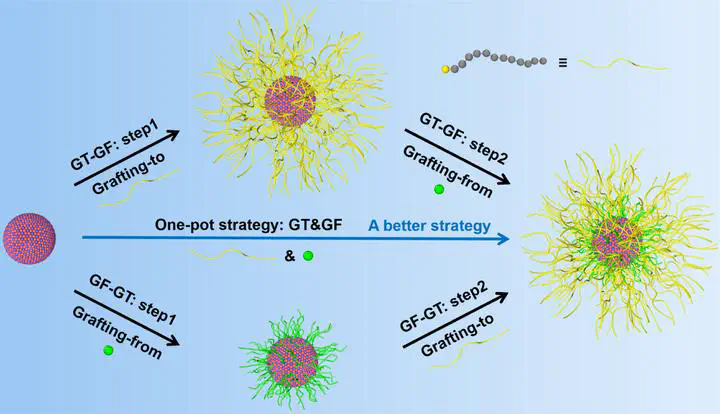 ≡
GT-GF: step1
Grafting-to
GT-GF: step2
Grafting-from
One-pot strategy: GT&GF
A better strategy
&
GF-GT: step1
Grafting-from
GF-GT: step2
Grafting-to